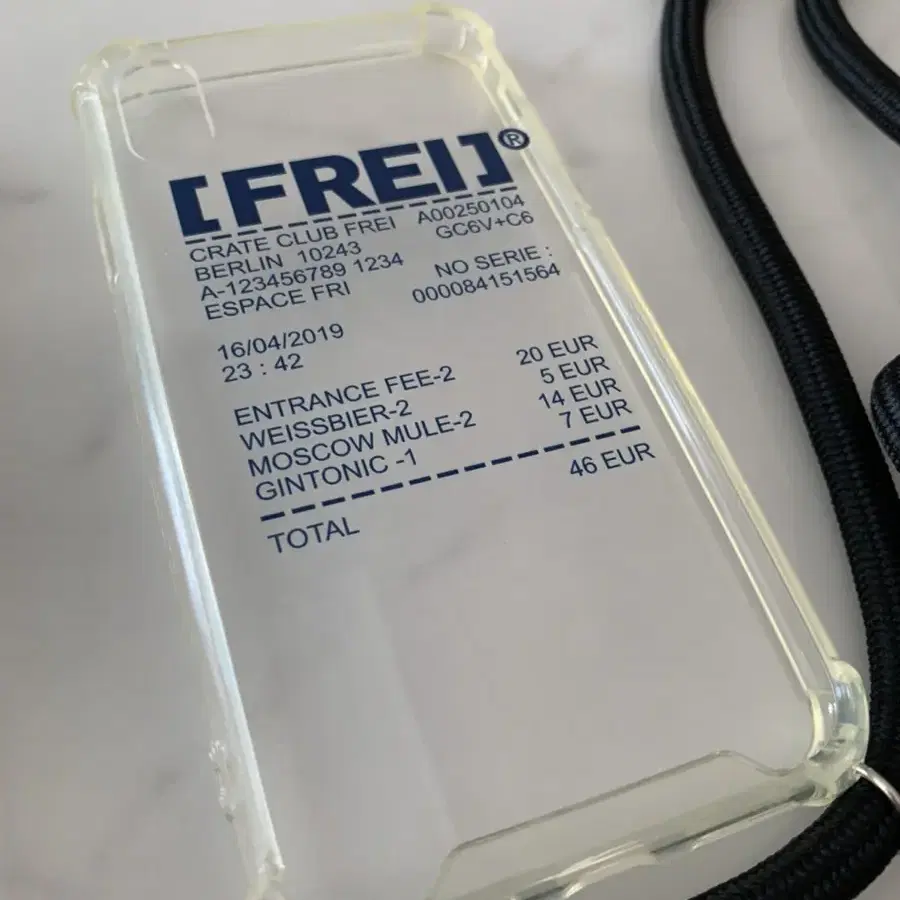 [FREI]®
CRATE CLUB FREI A00250104
BERLIN 10243 GC6V+C6
A-123456789 1234 NO SERIE :
ESPACE FRI 000084151564
16/04/2019
23 : 42
ENTRANCE FEE-2 20 EUR
WEISSBIER-2 5 EUR
MOSCOW MULE-2 14 EUR
GINTONIC -1 7 EUR
TOTAL 46 EUR